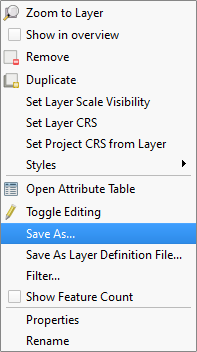 Zoom to Layer
Show in overview
Remove
Duplicate
Set Layer Scale Visibility
Set Layer CRS
Set Project CRS from Layer
Styles
Open Attribute Table
Toggle Editing
Save As...
Save As Layer Definition File...
Filter...
Show Feature Count
Properties
Rename